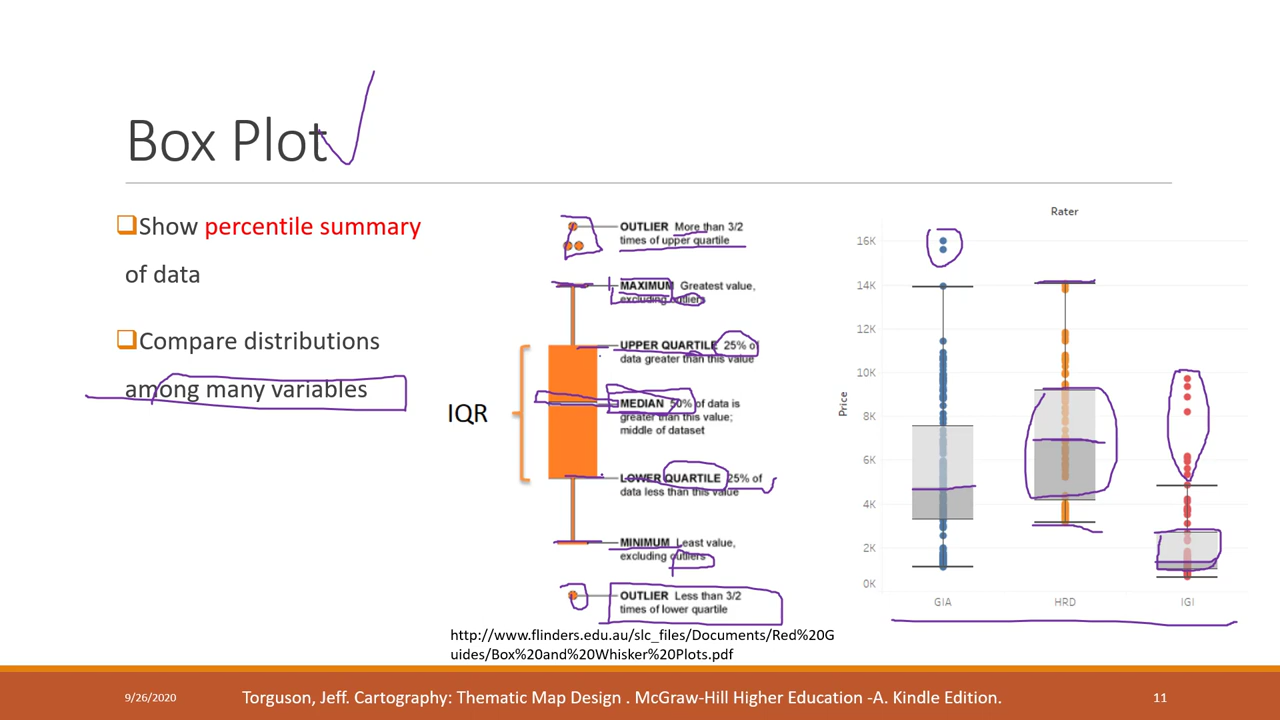 Box Plot
Show percentile summary
of data
Compare distributions
among many variables
IQR
OUTLIER More than 3/2
times of upper quartile
MAXIMUM Greatest value,
excluding outliers
UPPER QUARTILE 25% of
data greater than this value
MEDIAN 50% of data is
greater than this value;
middle of dataset
LOWER QUARTILE 25% of
data less than this value
MINIMUM Least value,
excluding outliers
OUTLIER Less than 3/2
times of lower quartile
http://www.flinders.edu.au/slc_files/Documents/Red%20G
uides/Box%20and%20Whisker%20Plots.pdf
Rater
Price
16K
14K
12K
10K
8K
6K
4K
2K
0K
GIA HRD IGI
9/26/2020 Torguson, Jeff. Cartography: Thematic Map Design . McGraw-Hill Higher Education -A. Kindle Edition. 11